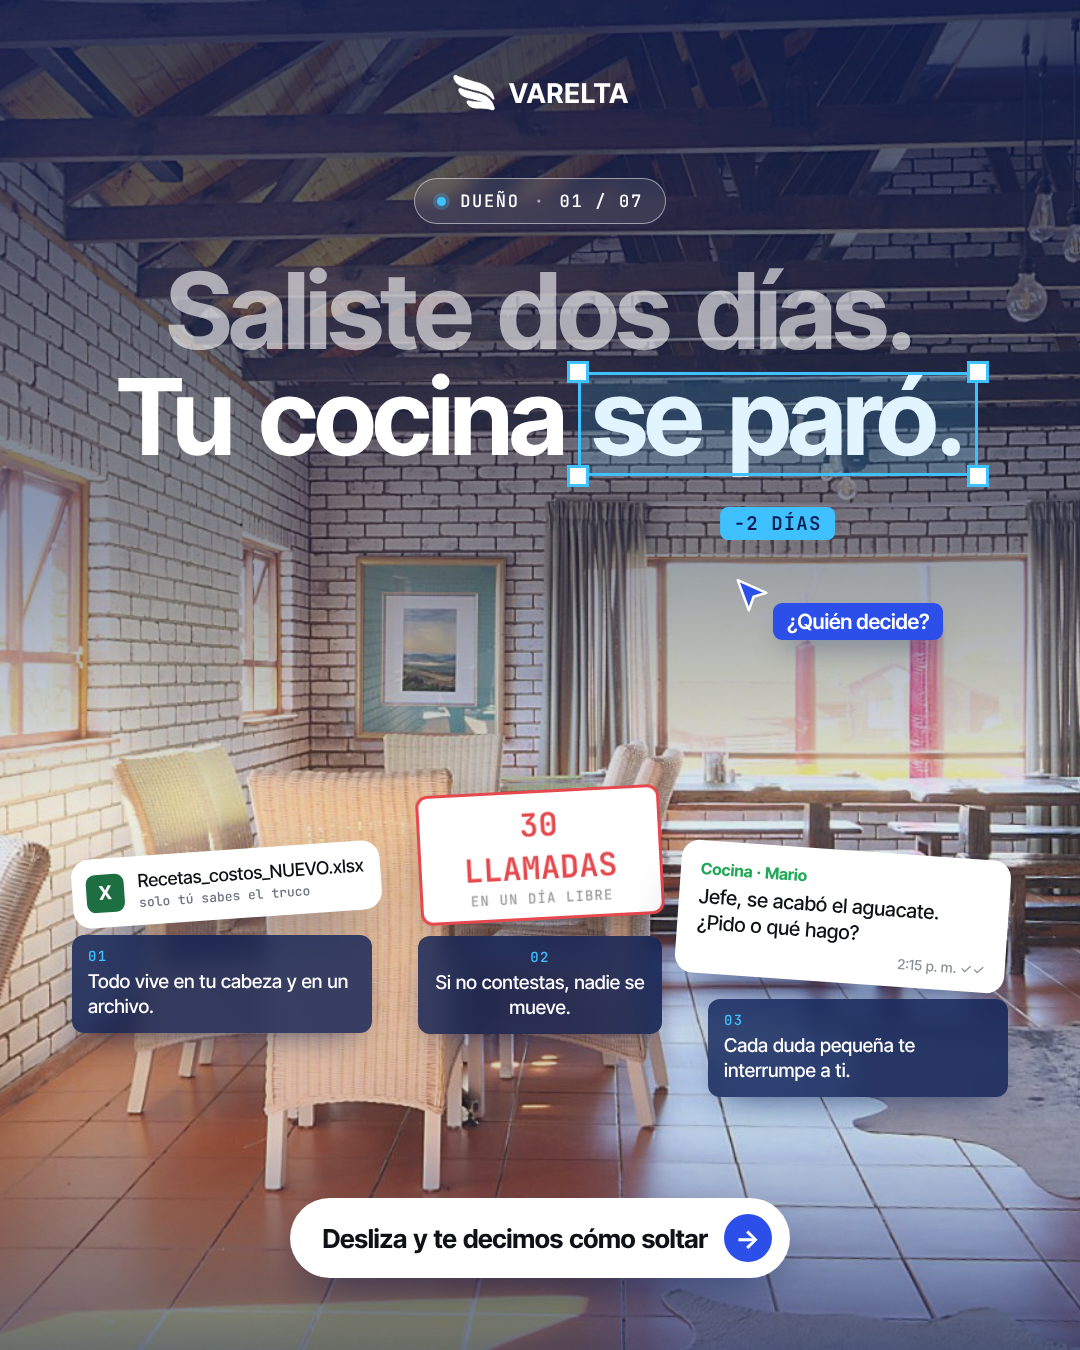 VARELTA
DUEÑO · 01 / 07
Saliste dos días.
Tu cocina se paró.
-2 DÍAS
¿Quién decide?
X
Recetas_costos_NUEVO.xlsx
solo tú sabes el truco
01
Todo vive en tu cabeza y en un
archivo.
30
LLAMADAS
EN UN DÍA LIBRE
02
Si no contestas, nadie se
mueve.
Cocina · Mario
Jefe, se acabó el aguacate.
¿Pido o qué hago?
2:15 p. m.
03
Cada duda pequeña te
interrumpe a ti.
Desliza y te decimos cómo soltar